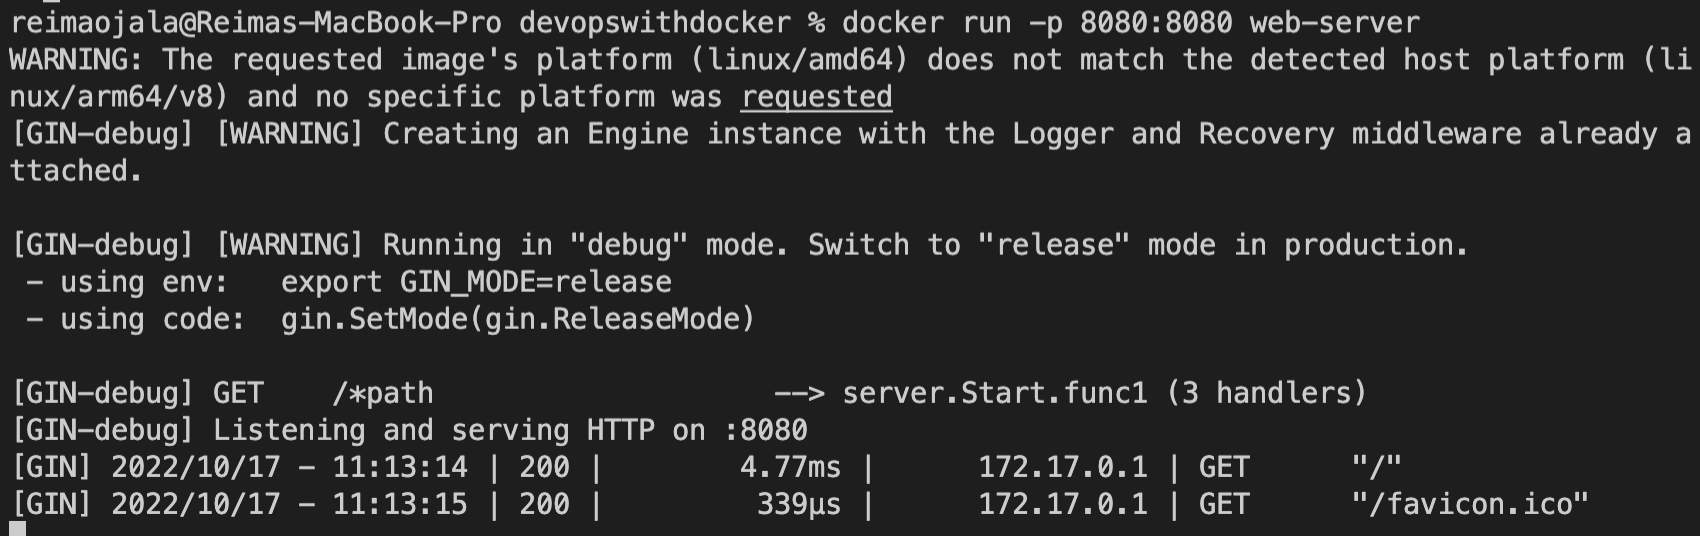 reimaojala@Reimas-MacBook-Pro devopswithdocker % docker run -p 8080:8080 web-server
WARNING: The requested image's platform (linux/amd64) does not match the detected host platform (li
nux/arm64/v8) and no specific platform was requested
[GIN-debug] [WARNING] Creating an Engine instance with the Logger and Recovery middleware already a
ttached.

[GIN-debug] [WARNING] Running in "debug" mode. Switch to "release" mode in production.
 - using env:   export GIN_MODE=release
 - using code:  gin.SetMode(gin.ReleaseMode)

[GIN-debug] GET    /*path                    --> server.Start.func1 (3 handlers)
[GIN-debug] Listening and serving HTTP on :8080
[GIN] 2022/10/17 - 11:13:14 | 200 |        4.77ms |      172.17.0.1 | GET      "/"
[GIN] 2022/10/17 - 11:13:15 | 200 |         339µs |      172.17.0.1 | GET      "/favicon.ico"